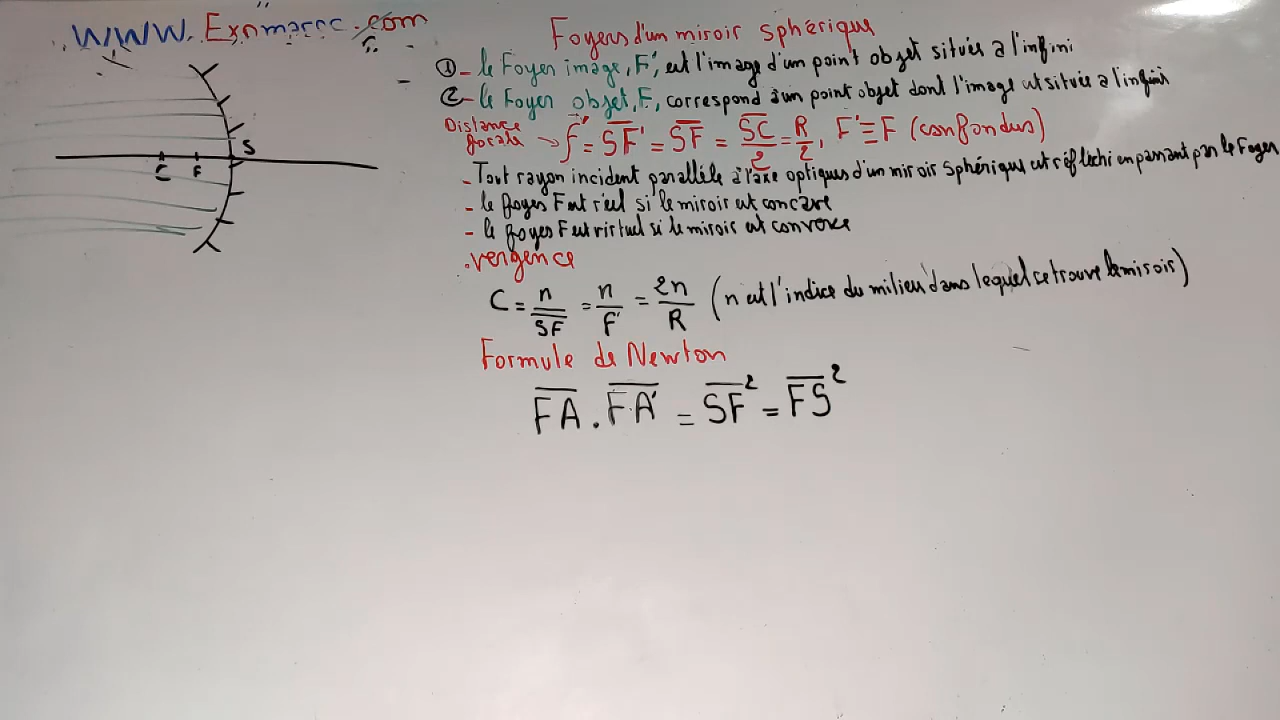 WWW.Exnmaroc.com
Foyers d'un miroir sphérique
① - le Foyer image, F', est l'image d'un point objet située a l'infini
② - le Foyer objet, F, correspond à un point objet dont l'image est située a l'infini
Distance focale → f' = SF' = SF = SC/2 = R/2, F' ≡ F (confondus)
- Tout rayon incident parallèle à l'axe optiques d'un miroir sphérique est réfléchi en passant par le Foyer
- le foyer F est réel si le miroir est concave
- le foyer F est virtuel si le miroir est convexe
.vergence
C = n/SF = n/f' = 2n/R (n est l'indice du milieu dans lequel se trouve le miroir)
Formule de Newton
FA . FA' = SF² = FS²
C F S